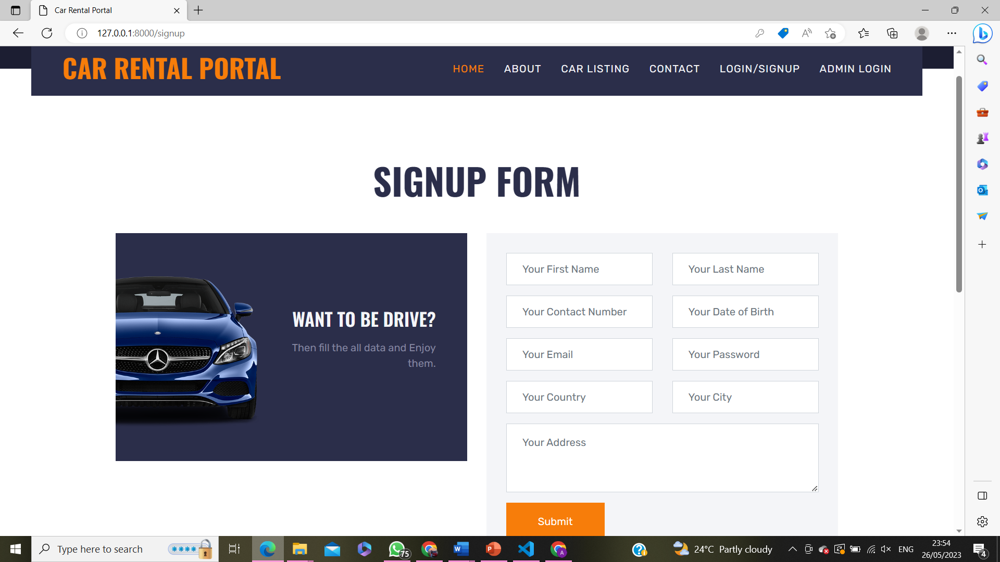 Car Rental Portal
127.0.0.1:8000/signup
CAR RENTAL PORTAL
HOME ABOUT CAR LISTING CONTACT LOGIN/SIGNUP ADMIN LOGIN
SIGNUP FORM
WANT TO BE DRIVE?
Then fill the all data and Enjoy
them.
Your First Name Your Last Name
Your Contact Number Your Date of Birth
Your Email Your Password
Your Country Your City
Your Address
Submit
Type here to search
75
24°C Partly cloudy
ENG
23:54
26/05/2023
4